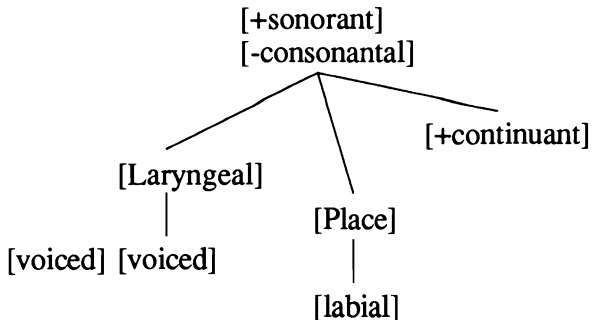 [+sonorant]
[-consonantal]
[+continuant]
[Laryngeal]
[Place]
[voiced] [voiced]
[labial]